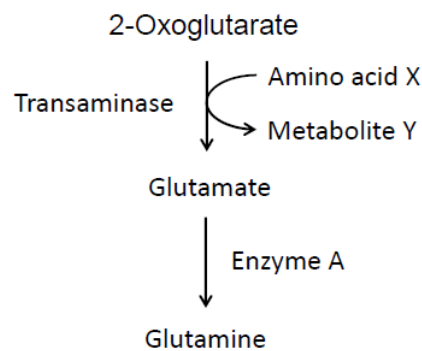 2-Oxoglutarate
Amino acid X
Transaminase
Metabolite Y
Glutamate
Enzyme A
Glutamine